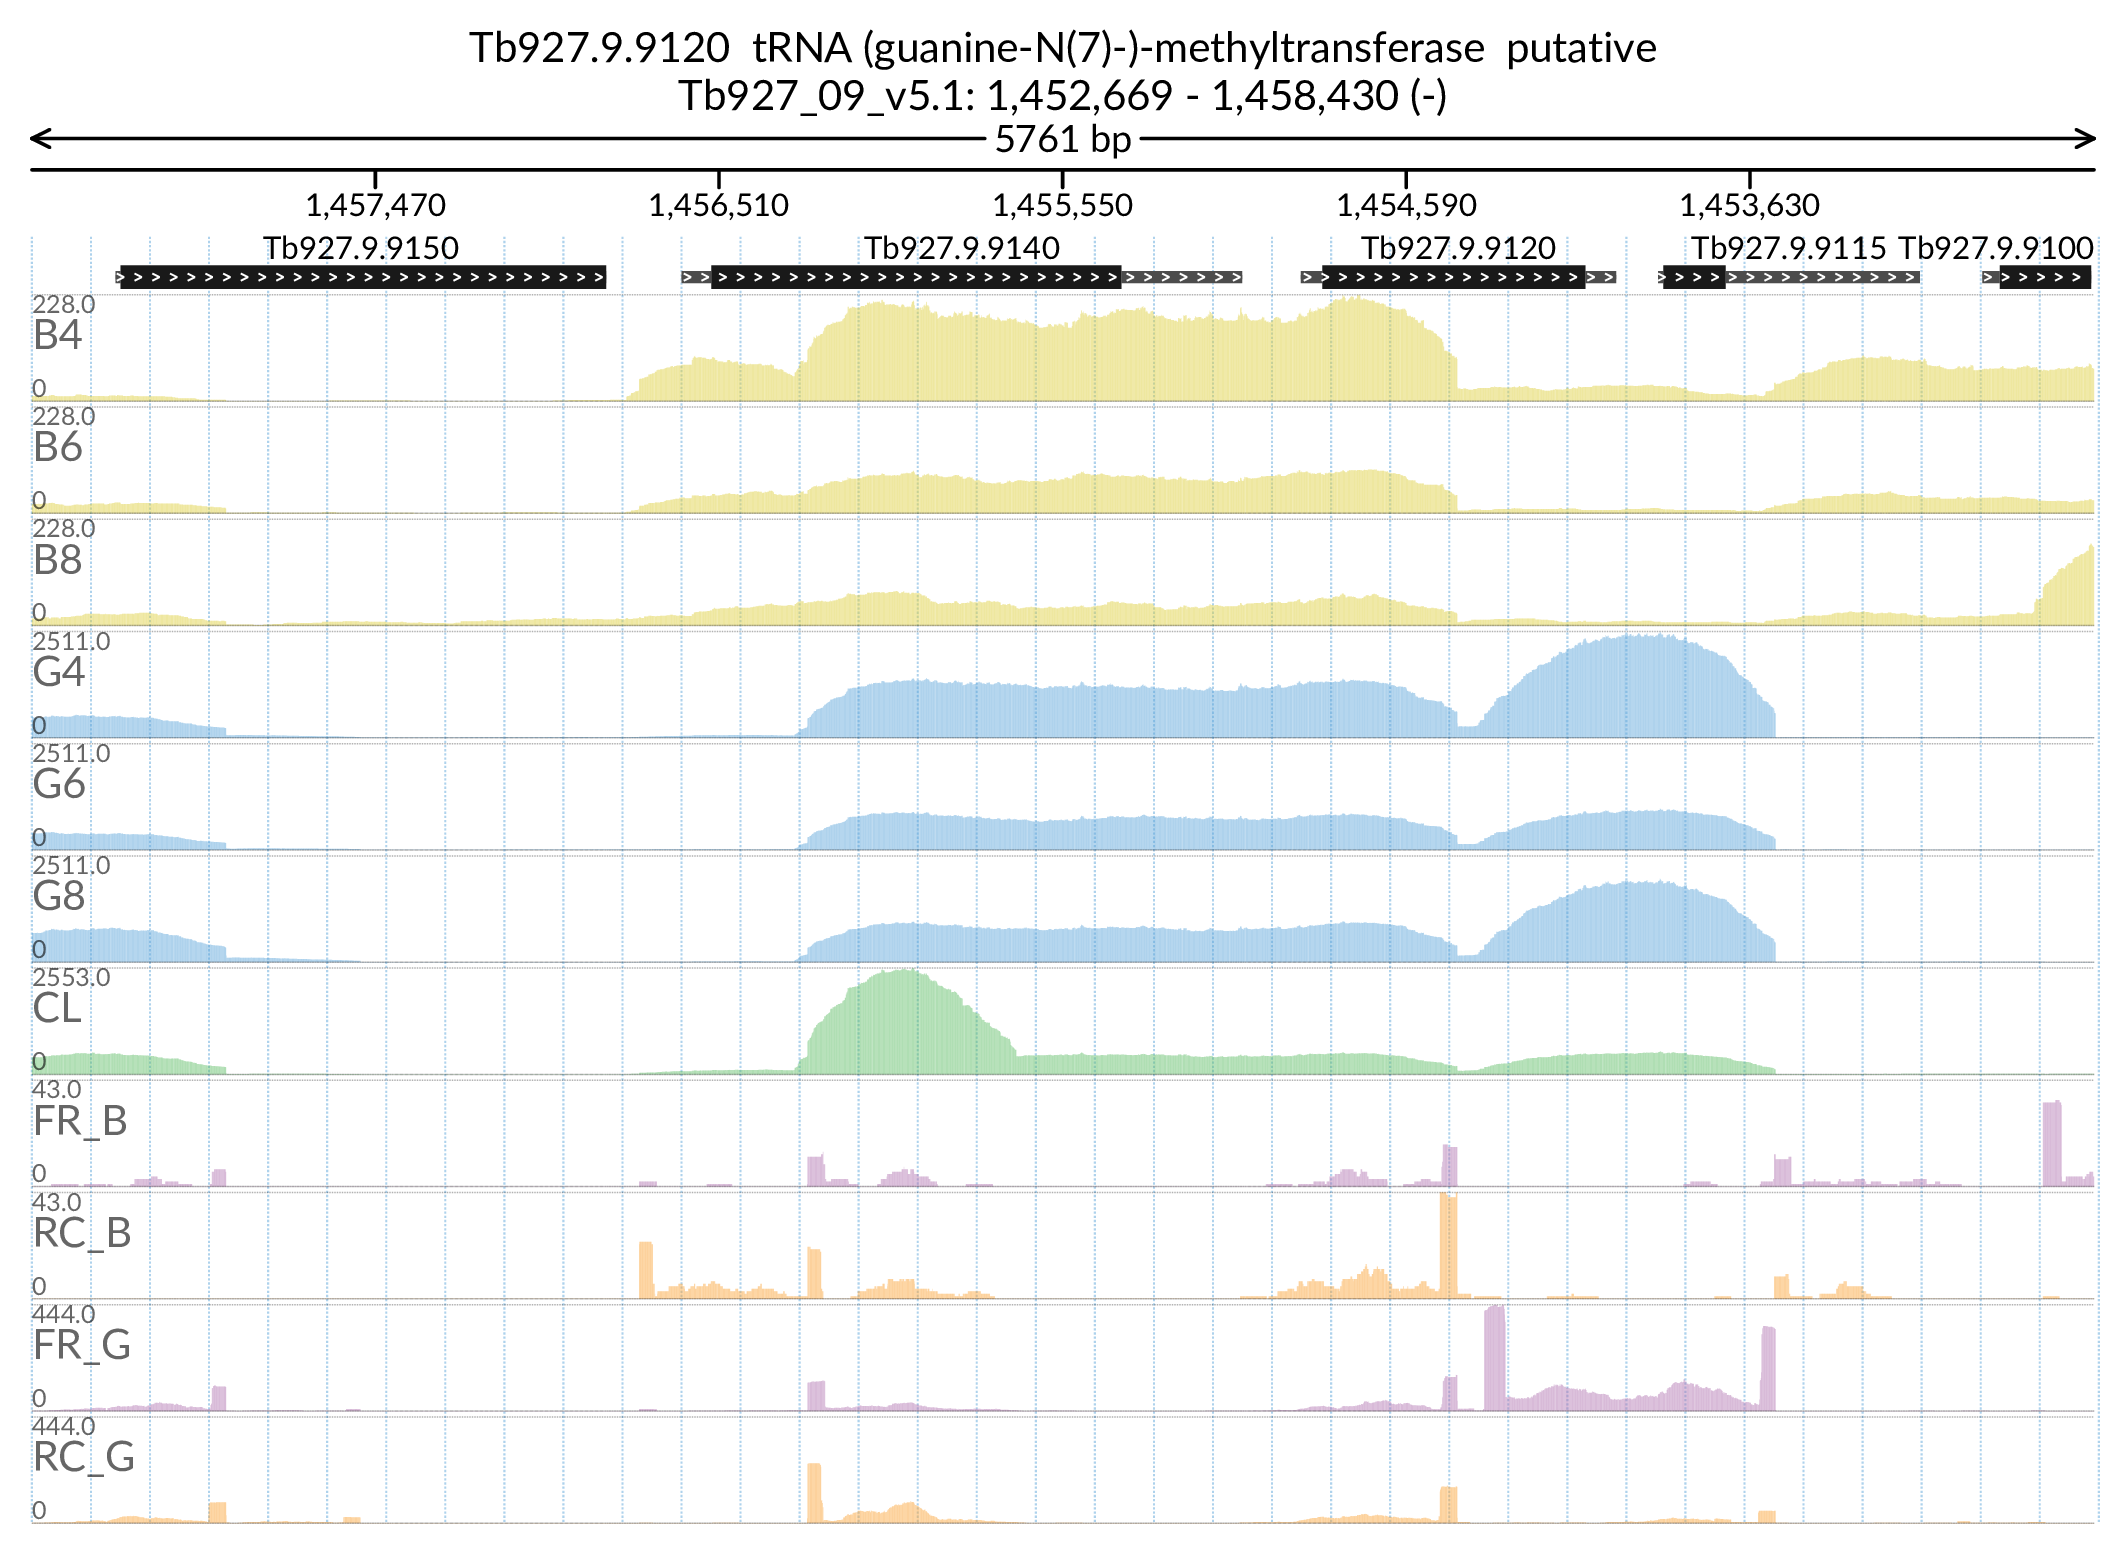 Tb927.9.9120 tRNA (guanine-N(7)-)-methyltransferase putative
Tb927_09_v5.1: 1,452,669 - 1,458,430 (-)
5761 bp
1,457,470 1,456,510 1,455,550 1,454,590 1,453,630
Tb927.9.9150 Tb927.9.9140 Tb927.9.9120 Tb927.9.9115 Tb927.9.9100
228.0
B4
0
228.0
B6
0
228.0
B8
0
2511.0
G4
0
2511.0
G6
0
2511.0
G8
0
2553.0
CL
0
43.0
FR_B
0
43.0
RC_B
0
444.0
FR_G
0
444.0
RC_G
0